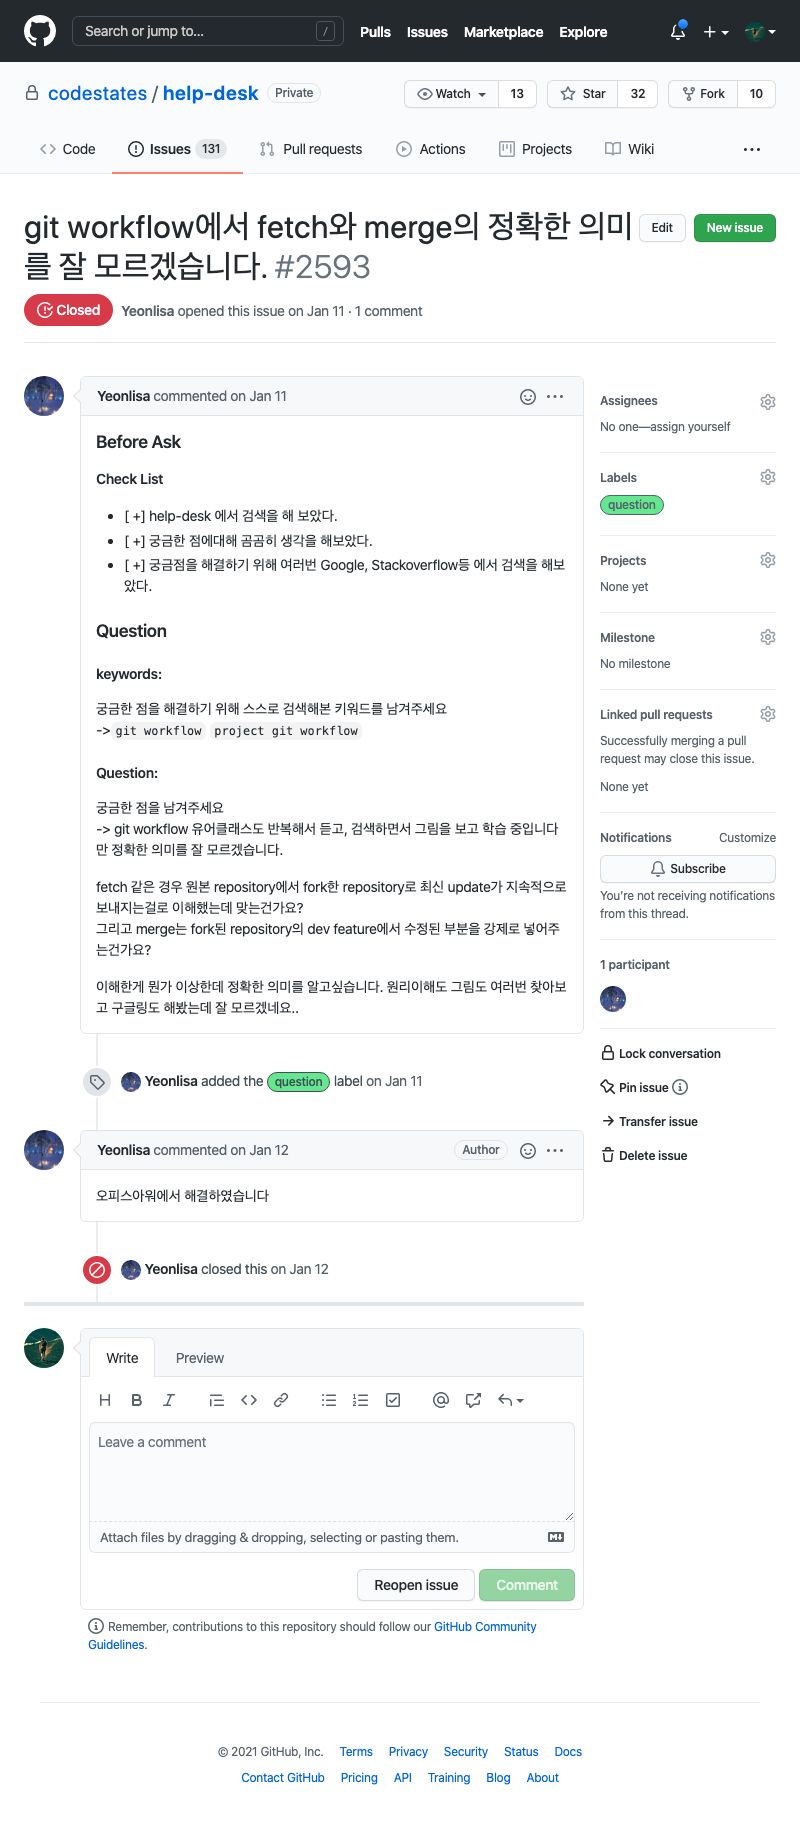 Search or jump to... /
Pulls Issues Marketplace Explore
codestates / help-desk Private
Watch 13 Star 32 Fork 10
Code Issues 131 Pull requests Actions Projects Wiki ...
git workflow에서 fetch와 merge의 정확한 의미
를 잘 모르겠습니다. #2593
Edit New issue
Closed Yeonlisa opened this issue on Jan 11 · 1 comment
Yeonlisa commented on Jan 11
Before Ask
Check List
• [ +] help-desk 에서 검색을 해 보았다.
• [ +] 궁금한 점에대해 곰곰히 생각을 해보았다.
• [ +] 궁금점을 해결하기 위해 여러번 Google, Stackoverflow등 에서 검색을 해보
았다.
Question
keywords:
궁금한 점을 해결하기 위해 스스로 검색해본 키워드를 남겨주세요
-> git workflow project git workflow
Question:
궁금한 점을 남겨주세요
-> git workflow 유어클래스도 반복해서 듣고, 검색하면서 그림을 보고 학습 중입니다
만 정확한 의미를 잘 모르겠습니다.
fetch 같은 경우 원본 repository에서 fork한 repository로 최신 update가 지속적으로
보내지는걸로 이해했는데 맞는건가요?
그리고 merge는 fork된 repository의 dev feature에서 수정된 부분을 강제로 넣어주
는건가요?
이해한게 뭔가 이상한데 정확한 의미를 알고싶습니다. 원리이해도 그림도 여러번 찾아보
고 구글링도 해봤는데 잘 모르겠네요..
Yeonlisa added the question label on Jan 11
Yeonlisa commented on Jan 12 Author
오피스아워에서 해결하였습니다
Yeonlisa closed this on Jan 12
Write Preview
H B I
Leave a comment
Attach files by dragging & dropping, selecting or pasting them.
Reopen issue Comment
Remember, contributions to this repository should follow our GitHub Community
Guidelines.
Assignees
No one—assign yourself
Labels
question
Projects
None yet
Milestone
No milestone
Linked pull requests
Successfully merging a pull
request may close this issue.
None yet
Notifications Customize
Subscribe
You're not receiving notifications
from this thread.
1 participant
Lock conversation
Pin issue
Transfer issue
Delete issue
© 2021 GitHub, Inc. Terms Privacy Security Status Docs
Contact GitHub Pricing API Training Blog About